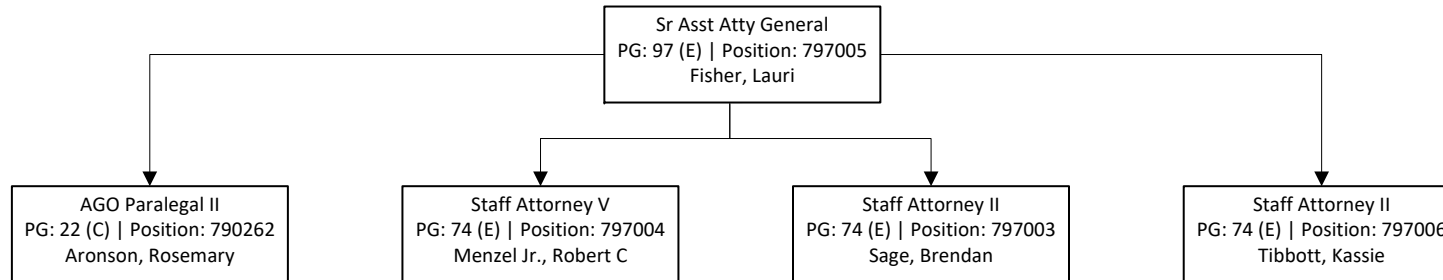 Sr Asst Atty General
PG: 97 (E) | Position: 797005
Fisher, Lauri
AGO Paralegal II
PG: 22 (C) | Position: 790262
Aronson, Rosemary
Staff Attorney V
PG: 74 (E) | Position: 797004
Menzel Jr., Robert C
Staff Attorney II
PG: 74 (E) | Position: 797003
Sage, Brendan
Staff Attorney II
PG: 74 (E) | Position: 797006
Tibbott, Kassie